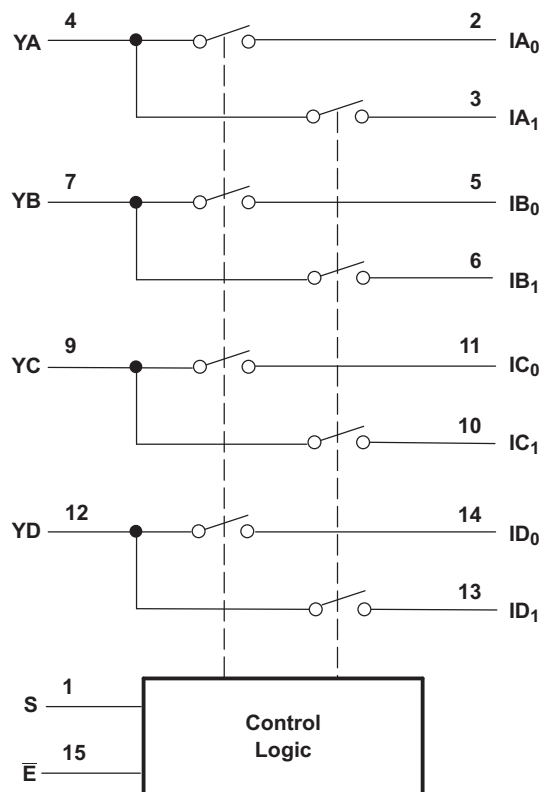 4 2
YA IA0
3
IA1
7 5
YB IB0
6
IB1
9 11
YC IC0
10
IC1
12 14
YD ID0
13
ID1
1
S
Control
Logic
15
E̅